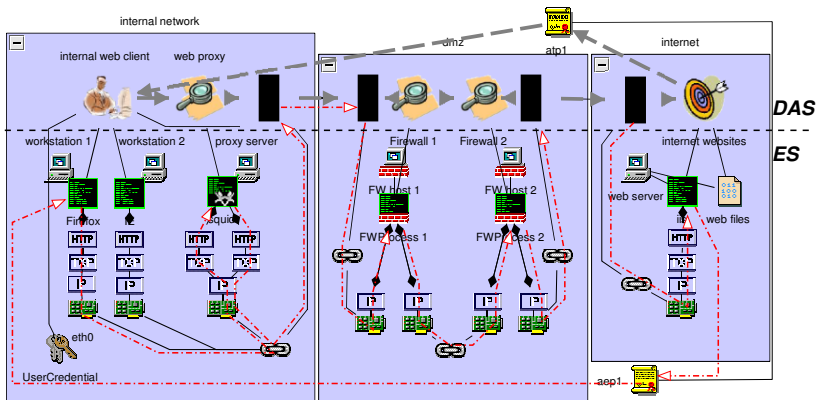 internal network
atp1
dmz
internet
internal web client
web proxy
DAS
ES
workstation 1
workstation 2
proxy server
Firewall 1
Firewall 2
internet websites
FW host 1
FW host 2
web server
web files
Firefox
squid
FWProcess 1
FWProcess 2
HTTP
HTTP
HTTP
HTTP
HTTP
TCP
TCP
TCP
TCP
TCP
IP
IP
IP
IP
IP
IP
IP
IP
eth0
UserCredential
aep1